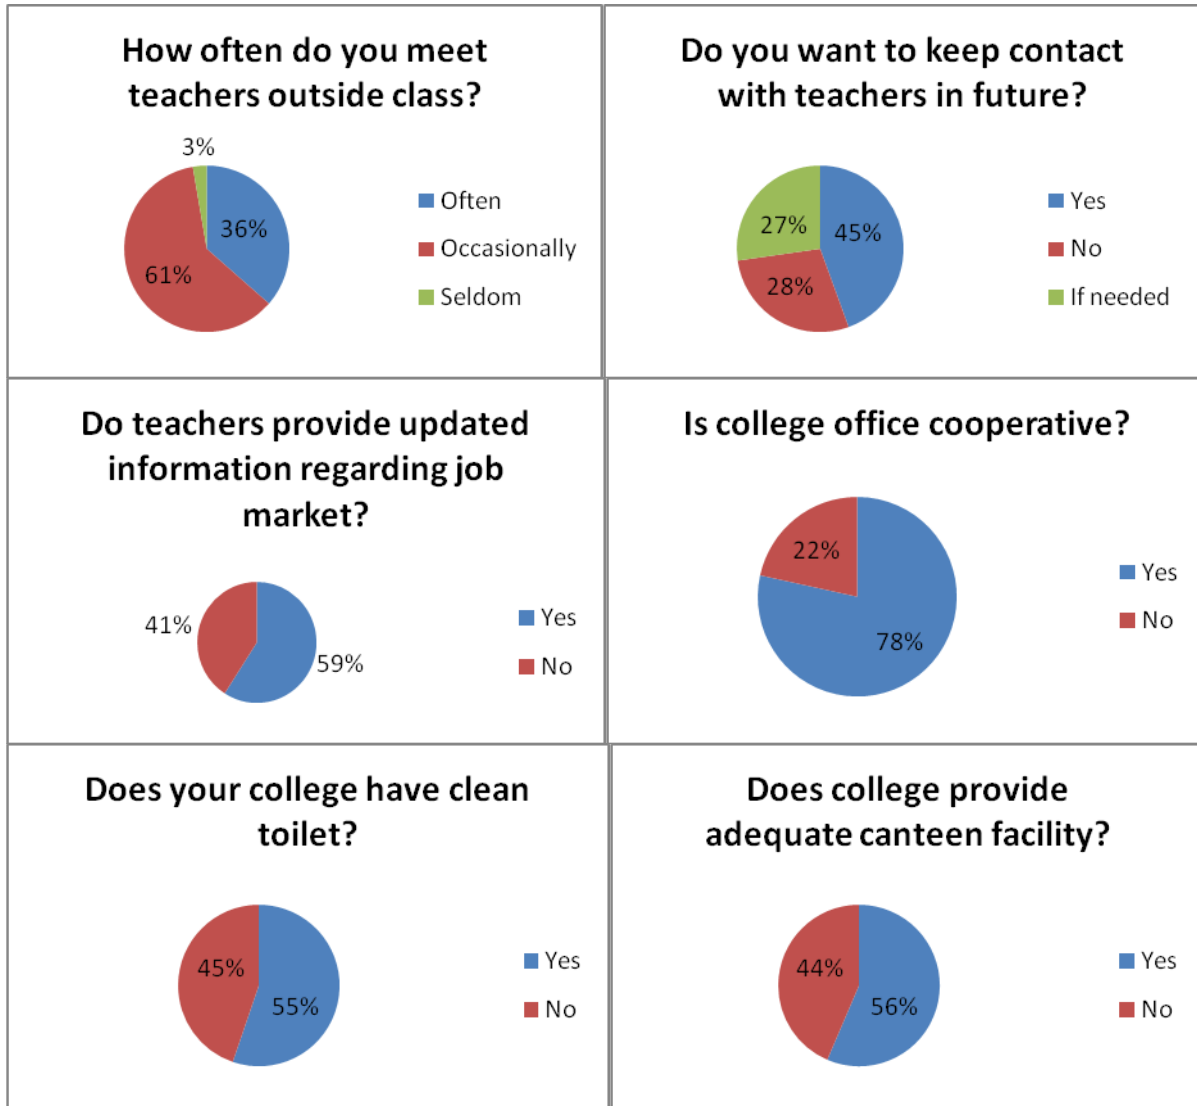 How often do you meet
teachers outside class?
3%
36%
61%
Often
Occasionally
Seldom
Do you want to keep contact
with teachers in future?
27%
45%
28%
Yes
No
If needed
Do teachers provide updated
information regarding job
market?
41%
59%
Yes
No
Is college office cooperative?
22%
78%
Yes
No
Does your college have clean
toilet?
45%
55%
Yes
No
Does college provide
adequate canteen facility?
44%
56%
Yes
No